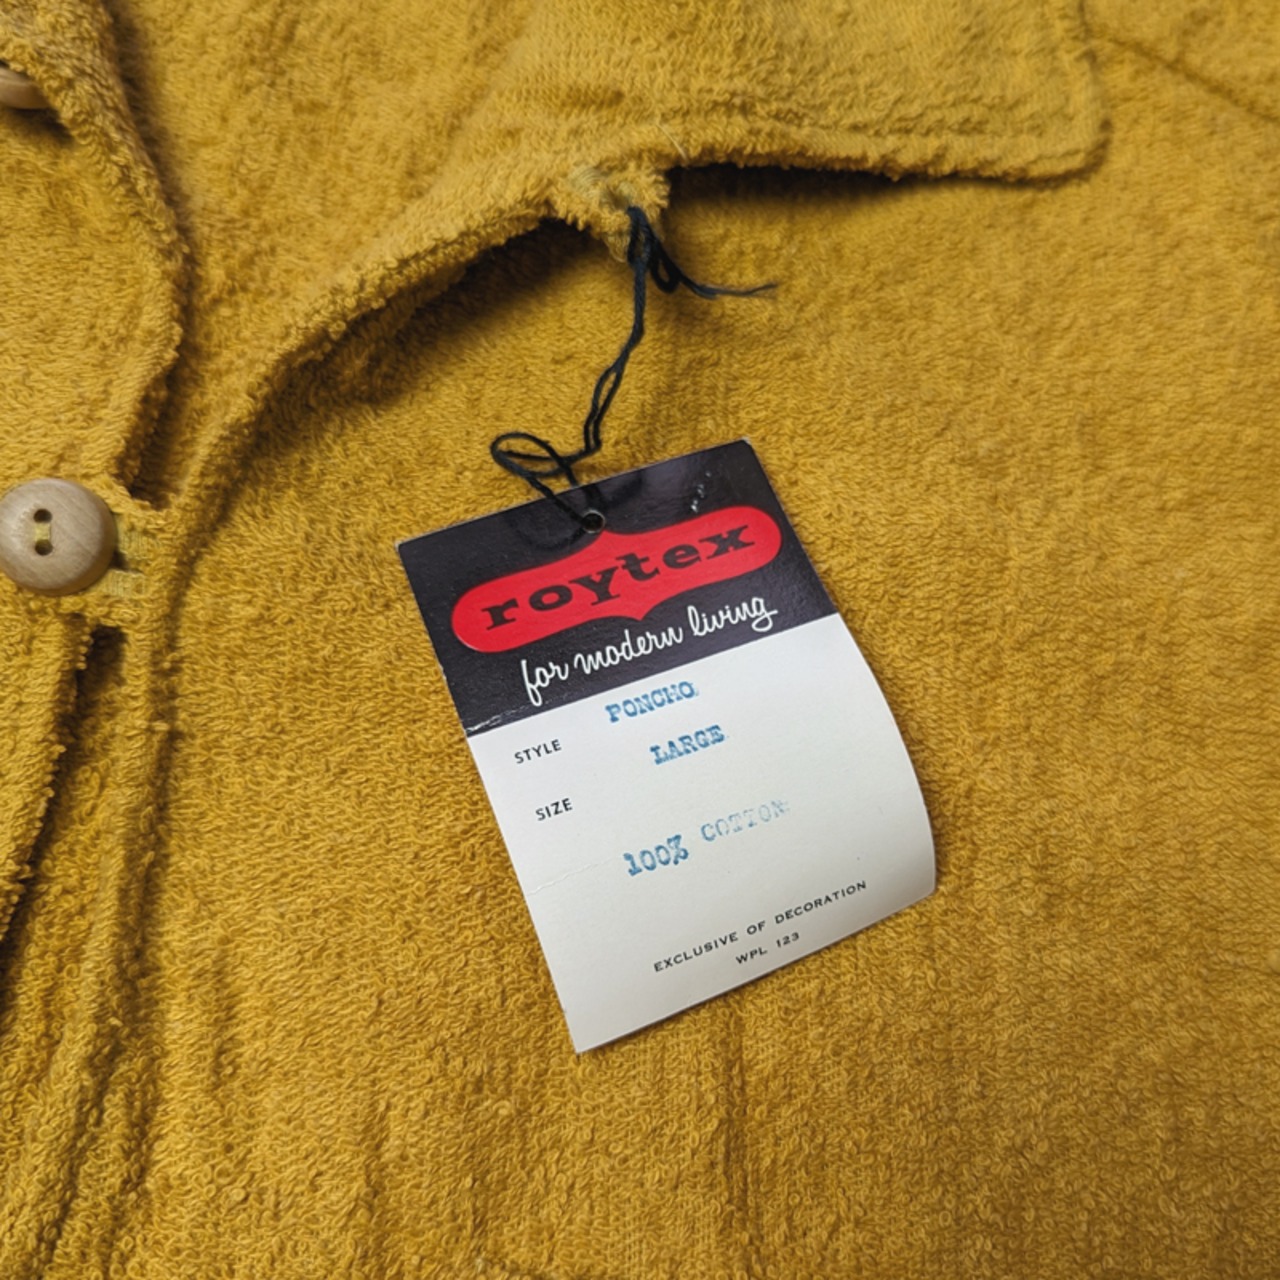 roytex
for modern living
STYLE PONCHO
LARGE
SIZE
100% COTTON
EXCLUSIVE OF DECORATION
WPL 123